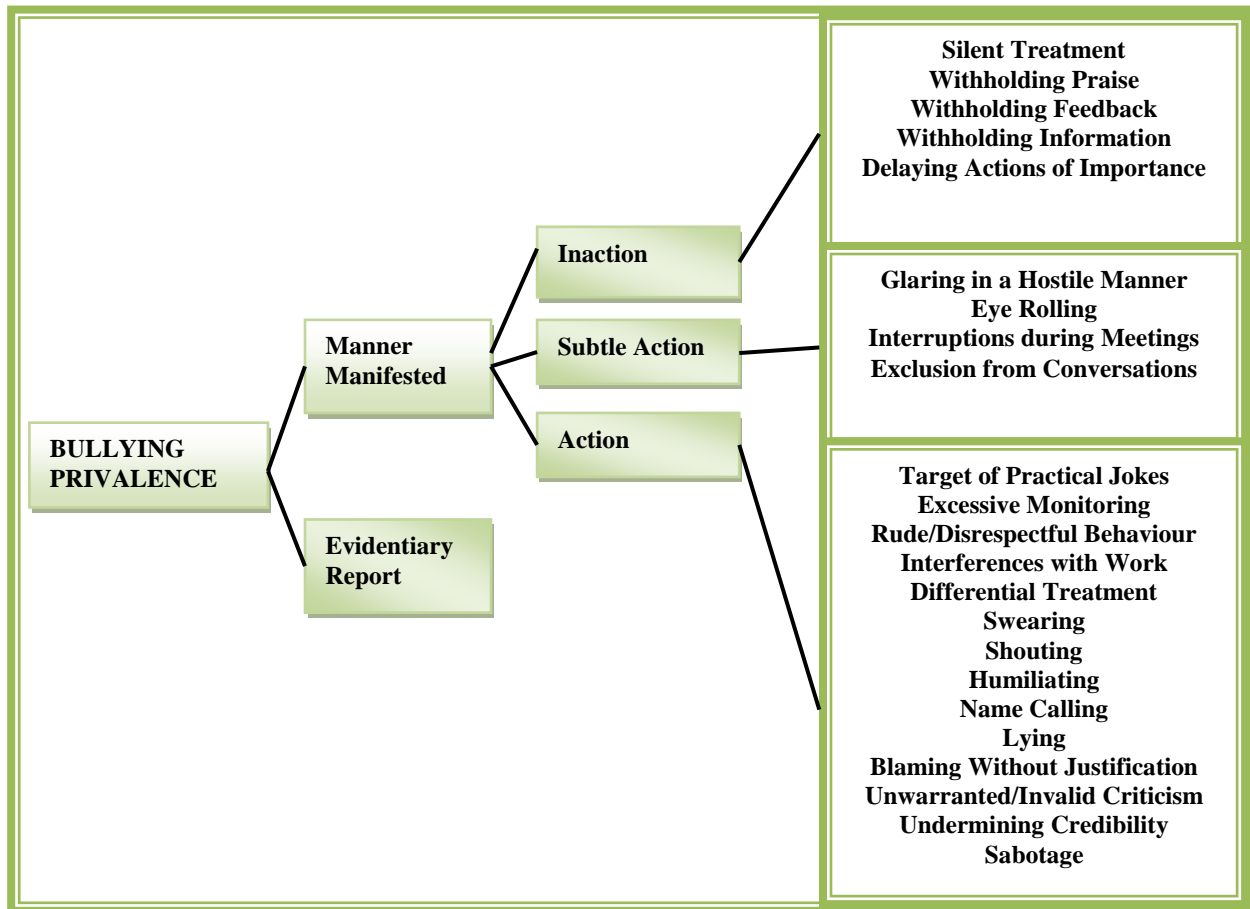 BULLYING
PRIVALENCE
Manner
Manifested
Evidentiary
Report
Inaction
Subtle Action
Action
Silent Treatment
Withholding Praise
Withholding Feedback
Withholding Information
Delaying Actions of Importance
Glaring in a Hostile Manner
Eye Rolling
Interruptions during Meetings
Exclusion from Conversations
Target of Practical Jokes
Excessive Monitoring
Rude/Disrespectful Behaviour
Interferences with Work
Differential Treatment
Swearing
Shouting
Humiliating
Name Calling
Lying
Blaming Without Justification
Unwarranted/Invalid Criticism
Undermining Credibility
Sabotage